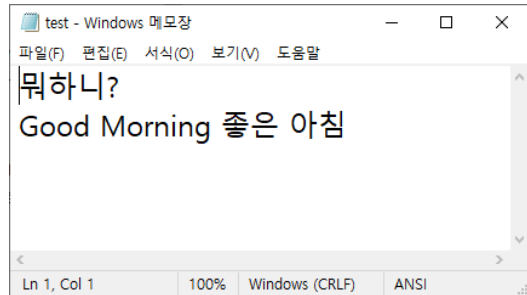 test - Windows 메모장
파일(F) 편집(E) 서식(O) 보기(V) 도움말
뭐하니?
Good Morning 좋은 아침
Ln 1, Col 1 100% Windows (CRLF) ANSI